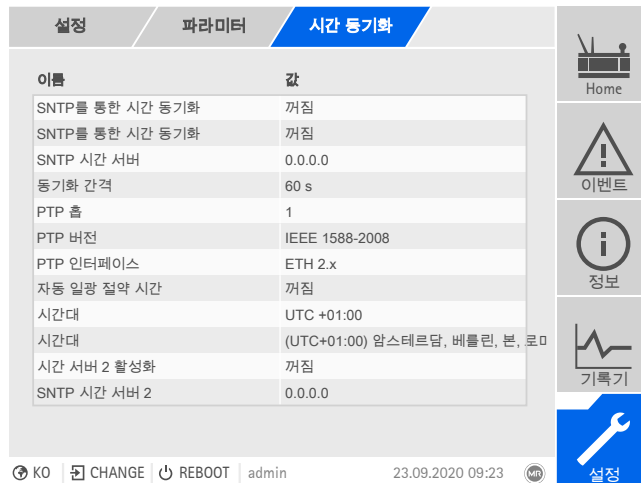 설정 파라미터 시간 동기화
이름 값
SNTP를 통한 시간 동기화 꺼짐
SNTP를 통한 시간 동기화 꺼짐
SNTP 시간 서버 0.0.0.0
동기화 간격 60 s
PTP 홉 1
PTP 버전 IEEE 1588-2008
PTP 인터페이스 ETH 2.x
자동 일광 절약 시간 꺼짐
시간대 UTC +01:00
시간대 (UTC+01:00) 암스테르담, 베를린, 본, 로마
시간 서버 2 활성화 꺼짐
SNTP 시간 서버 2 0.0.0.0
Home
이벤트
정보
기록기
설정
KO CHANGE REBOOT admin 23.09.2020 09:23 MR